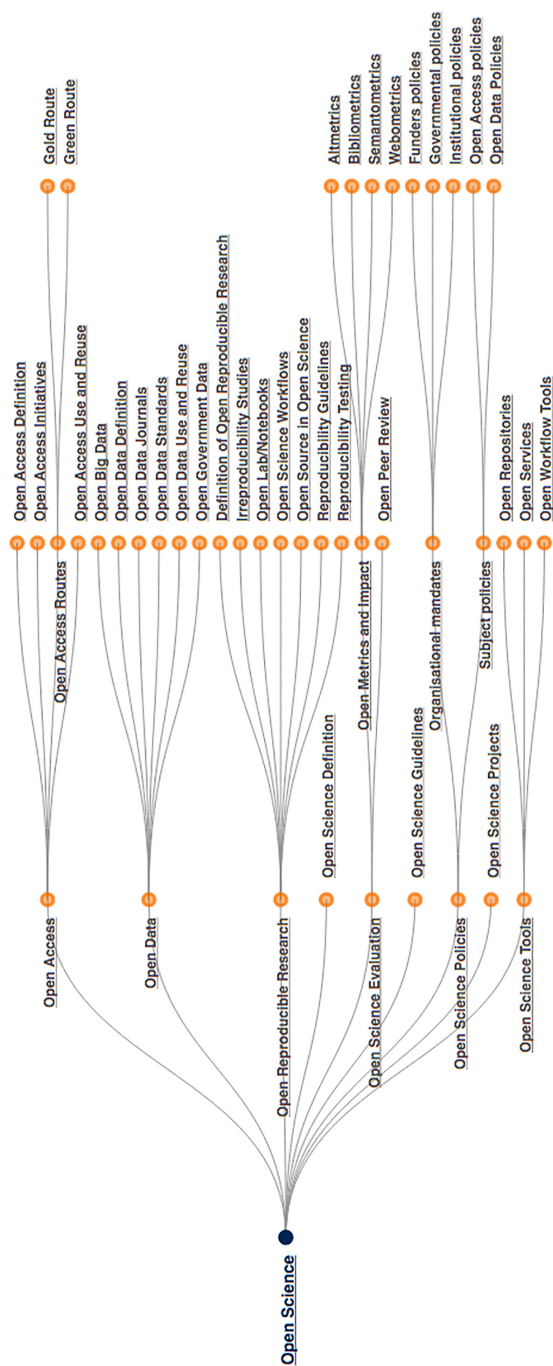 Open Science
Open Access
Open Data
Open Reproducible Research
Open Science Definition
Open Science Evaluation
Open Science Guidelines
Open Science Policies
Open Science Projects
Open Science Tools
Open Access Definition
Open Access Initiatives
Open Access Routes
Open Access Use and Reuse
Open Big Data
Open Data Definition
Open Data Journals
Open Data Standards
Open Data Use and Reuse
Open Government Data
Definition of Open Reproducible Research
Irreproducibility Studies
Open Lab/Notebooks
Open Science Workflows
Open Source in Open Science
Reproducibility Guidelines
Reproducibility Testing
Open Metrics and Impact
Open Peer Review
Organisational mandates
Subject policies
Open Repositories
Open Services
Open Workflow Tools
Gold Route
Green Route
Altmetrics
Bibliometrics
Semantometrics
Webometrics
Funders policies
Governmental policies
Institutional policies
Open Access policies
Open Data Policies